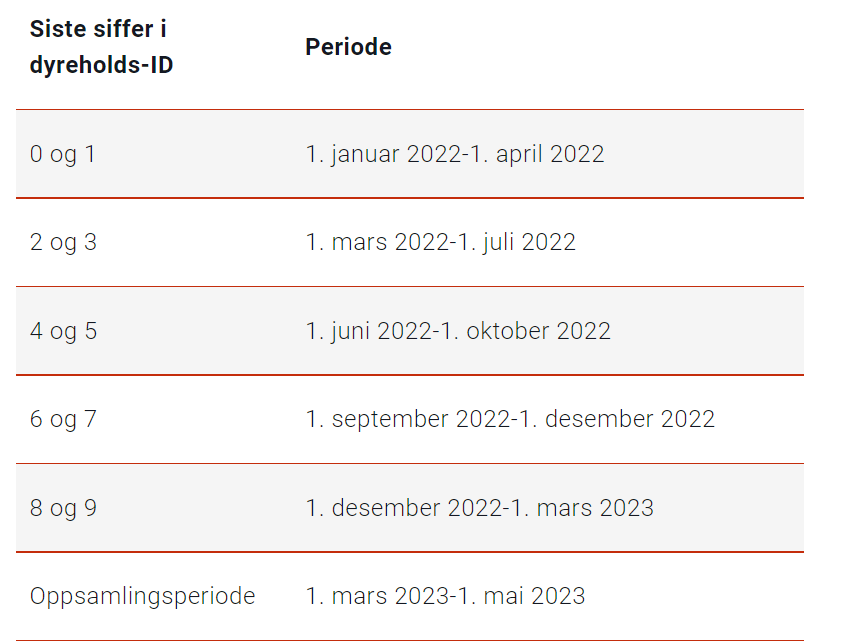 Siste siffer i
dyreholds-ID
Periode
0 og 1
1. januar 2022-1. april 2022
2 og 3
1. mars 2022-1. juli 2022
4 og 5
1. juni 2022-1. oktober 2022
6 og 7
1. september 2022-1. desember 2022
8 og 9
1. desember 2022-1. mars 2023
Oppsamlingsperiode
1. mars 2023-1. mai 2023